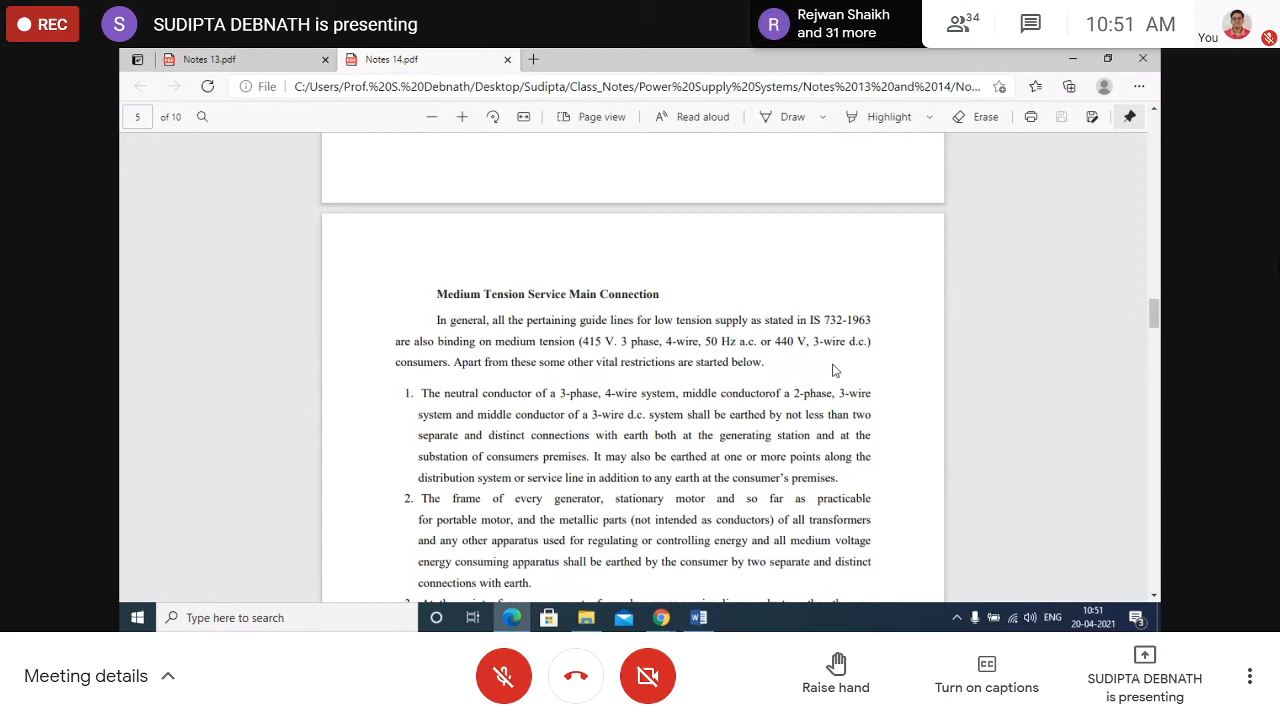 REC
S
SUDIPTA DEBNATH is presenting
R
Rejwan Shaikh
and 31 more
34
10:51 AM
You
Notes 13.pdf
Notes 14.pdf
File
C:/Users/Prof.%20S.%20Debnath/Desktop/Sudipta/Class_Notes/Power%20Supply%20Systems/Notes%2013%20and%2014/No...
5
of 10
Page view
Read aloud
Draw
Highlight
Erase
Medium Tension Service Main Connection
In general, all the pertaining guide lines for low tension supply as stated in IS 732-1963
are also binding on medium tension (415 V. 3 phase, 4-wire, 50 Hz a.c. or 440 V, 3-wire d.c.)
consumers. Apart from these some other vital restrictions are started below.
1. The neutral conductor of a 3-phase, 4-wire system, middle conductorof a 2-phase, 3-wire
system and middle conductor of a 3-wire d.c. system shall be earthed by not less than two
separate and distinct connections with earth both at the generating station and at the
substation of consumers premises. It may also be earthed at one or more points along the
distribution system or service line in addition to any earth at the consumer's premises.
2. The frame of every generator, stationary motor and so far as practicable
for portable motor, and the metallic parts (not intended as conductors) of all transformers
and any other apparatus used for regulating or controlling energy and all medium voltage
energy consuming apparatus shall be earthed by the consumer by two separate and distinct
connections with earth.
Type here to search
ENG
10:51
20-04-2021
3
Meeting details
Raise hand
CC
Turn on captions
SUDIPTA DEBNATH
is presenting